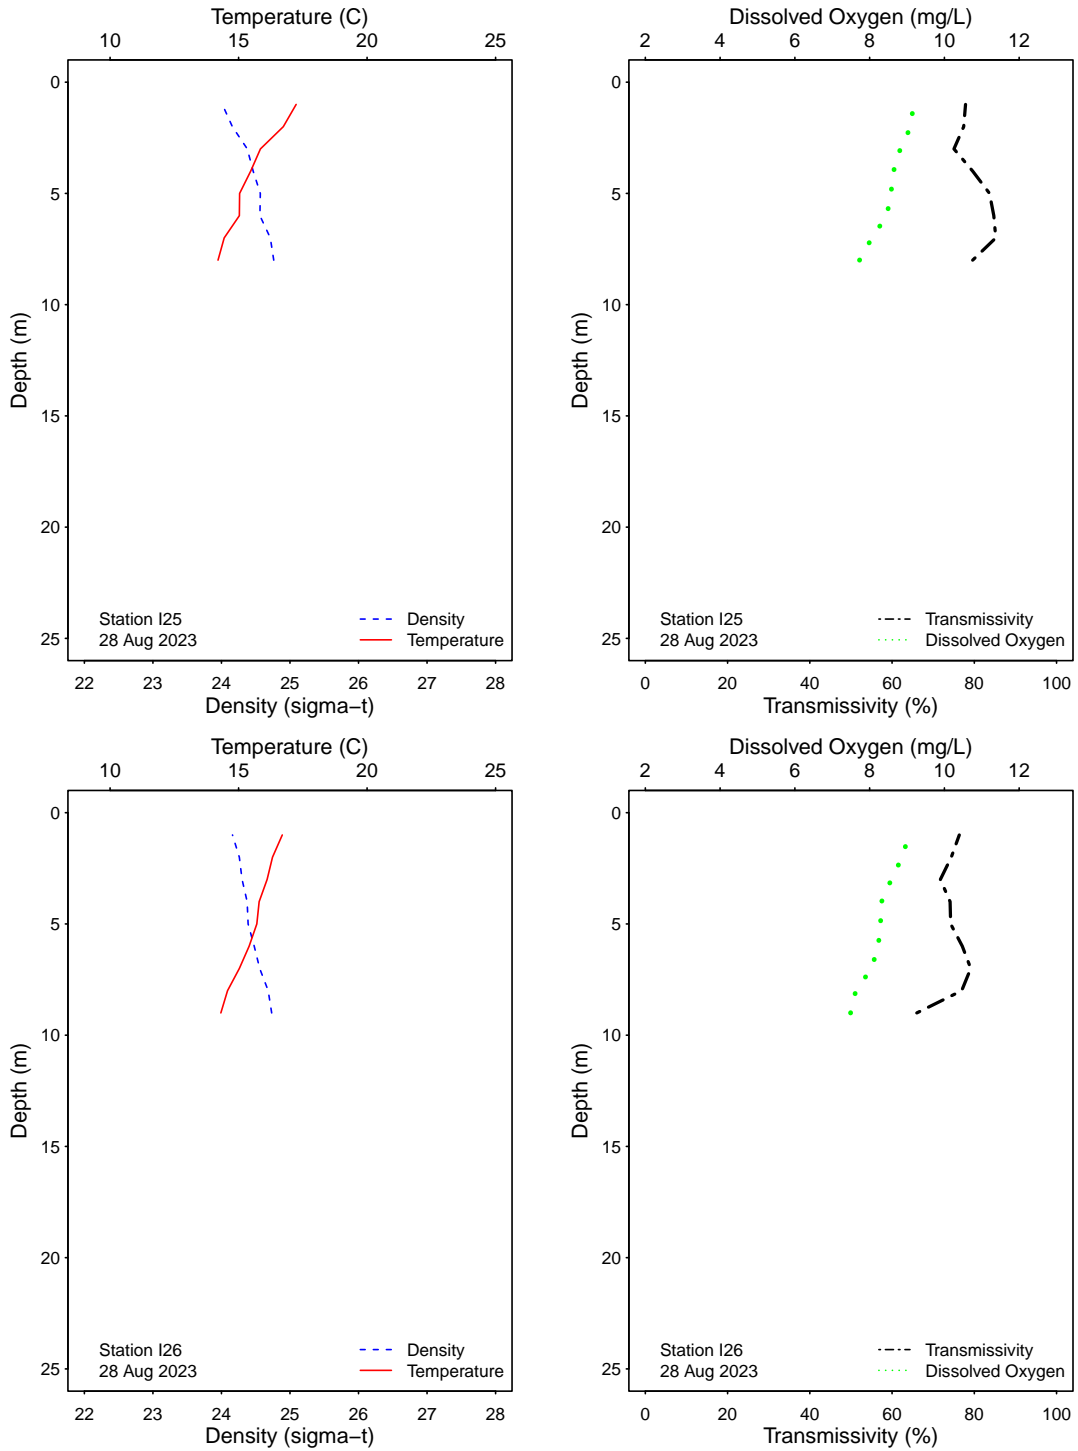 Temperature (C)
10 15 20 25
0
5
10
15
20
25
Depth (m)
Station I25
28 Aug 2023
Density
Temperature
22 23 24 25 26 27 28
Density (sigma−t)
Dissolved Oxygen (mg/L)
2 4 6 8 10 12
0
5
10
15
20
25
Depth (m)
Station I25
28 Aug 2023
Transmissivity
Dissolved Oxygen
0 20 40 60 80 100
Transmissivity (%)
Temperature (C)
10 15 20 25
0
5
10
15
20
25
Depth (m)
Station I26
28 Aug 2023
Density
Temperature
22 23 24 25 26 27 28
Density (sigma−t)
Dissolved Oxygen (mg/L)
2 4 6 8 10 12
0
5
10
15
20
25
Depth (m)
Station I26
28 Aug 2023
Transmissivity
Dissolved Oxygen
0 20 40 60 80 100
Transmissivity (%)